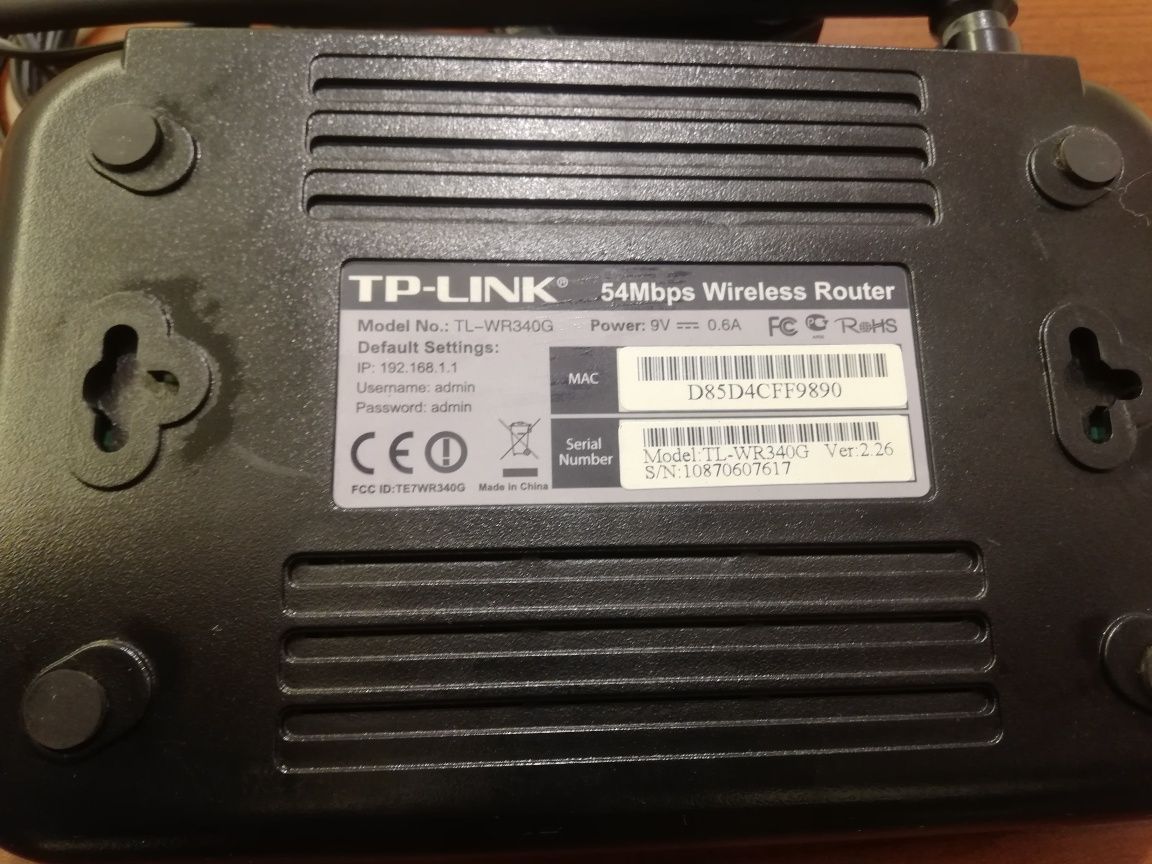 TP-LINK® 54Mbps Wireless Router
Model No.: TL-WR340G Power: 9V 0.6A FC PG RoHS
Default Settings:
IP: 192.168.1.1
Username: admin
Password: admin
MAC
D85D4CFF9890
Serial Number
Model:TL-WR340G Ver:2.26
S/N:10870607617
CE
FCC ID:TE7WR340G Made in China